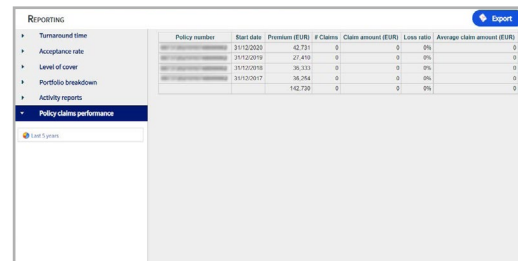 REPORTING
Export
Turnaround time
Acceptance rate
Level of cover
Portfolio breakdown
Activity reports
Policy claims performance
Last 5 years
Policy number Start date Premium (EUR) # Claims Claim amount (EUR) Loss ratio Average claim amount (EUR)
31/12/2020 42,731 0 0 0% 0
31/12/2019 27,410 0 0 0% 0
31/12/2018 36,333 0 0 0% 0
31/12/2017 36,254 0 0 0% 0
142,730 0 0 0% 0